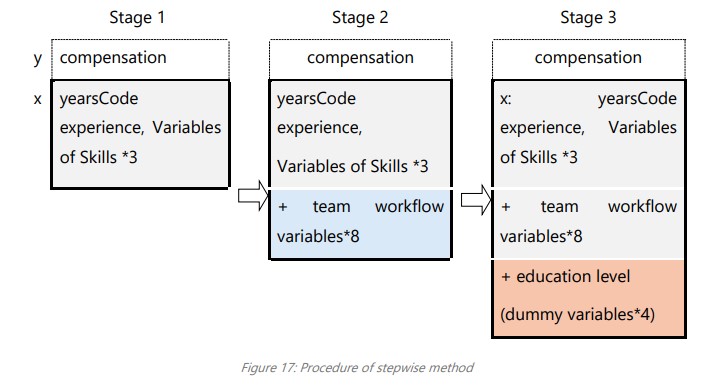 Stage 1
Stage 2
Stage 3
y
compensation
compensation
compensation
x
yearsCode
experience, Variables
of Skills *3
yearsCode
experience,
Variables of Skills *3
+ team workflow
variables*8
x: yearsCode
experience, Variables
of Skills *3
+ team workflow
variables*8
+ education level
(dummy variables*4)
Figure 17: Procedure of stepwise method